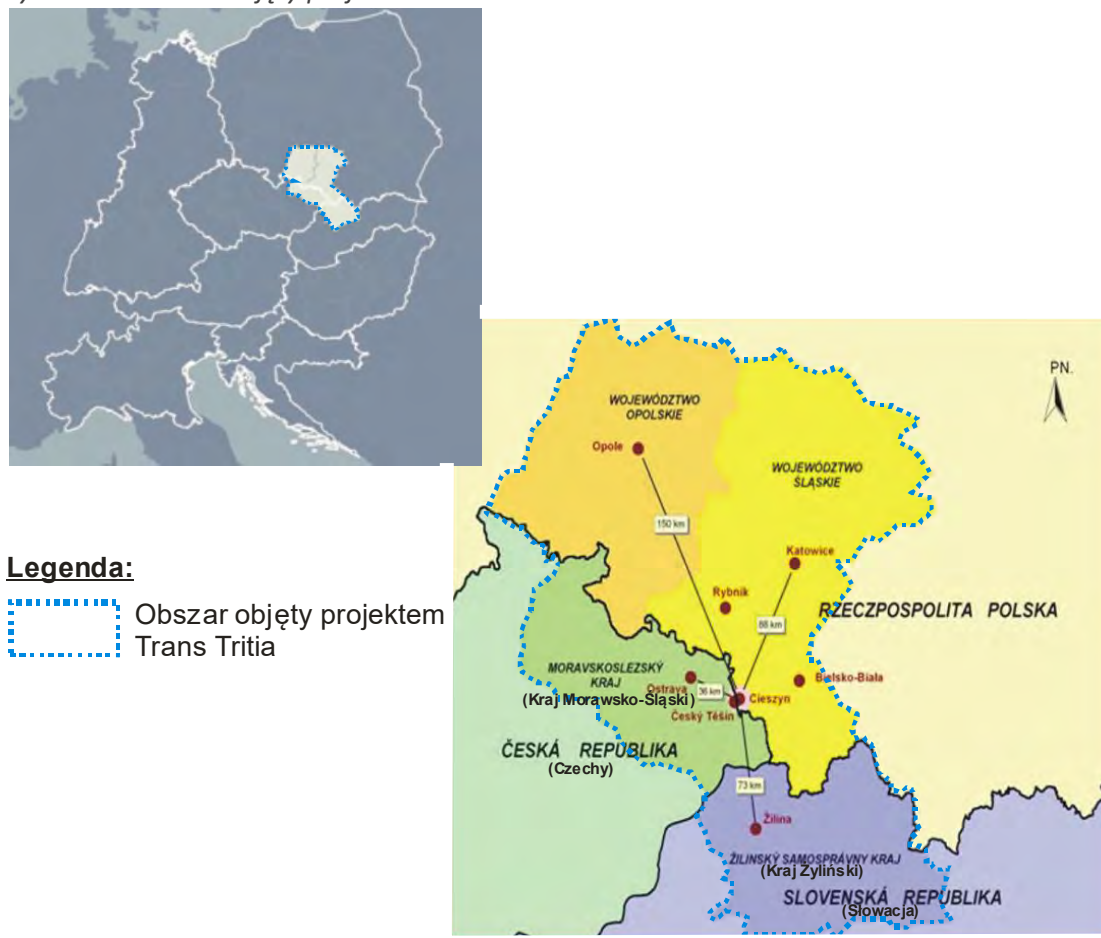 PN.
WOJEWÓDZTWO
OPOLSKIE
Opole
WOJEWÓDZTWO
ŚLĄSKIE
150 km
Katowice
Legenda:
Obszar objęty projektem
Trans Tritia
Rybnik
RZECZPOSPOLITA POLSKA
MORAVSKOSLEZSKÝ
KRAJ
(Kraj Morawsko-Śląski)
Ostrava
36 km
Cieszyn
Český Těšín
Bielsko-Biała
ČESKÁ REPUBLIKA
(Czechy)
73 km
Žilina
ŽILINSKÝ SAMOSPRÁVNY KRAJ
(Kraj Żyliński)
SLOVENSKÁ REPUBLIKA
(Słowacja)